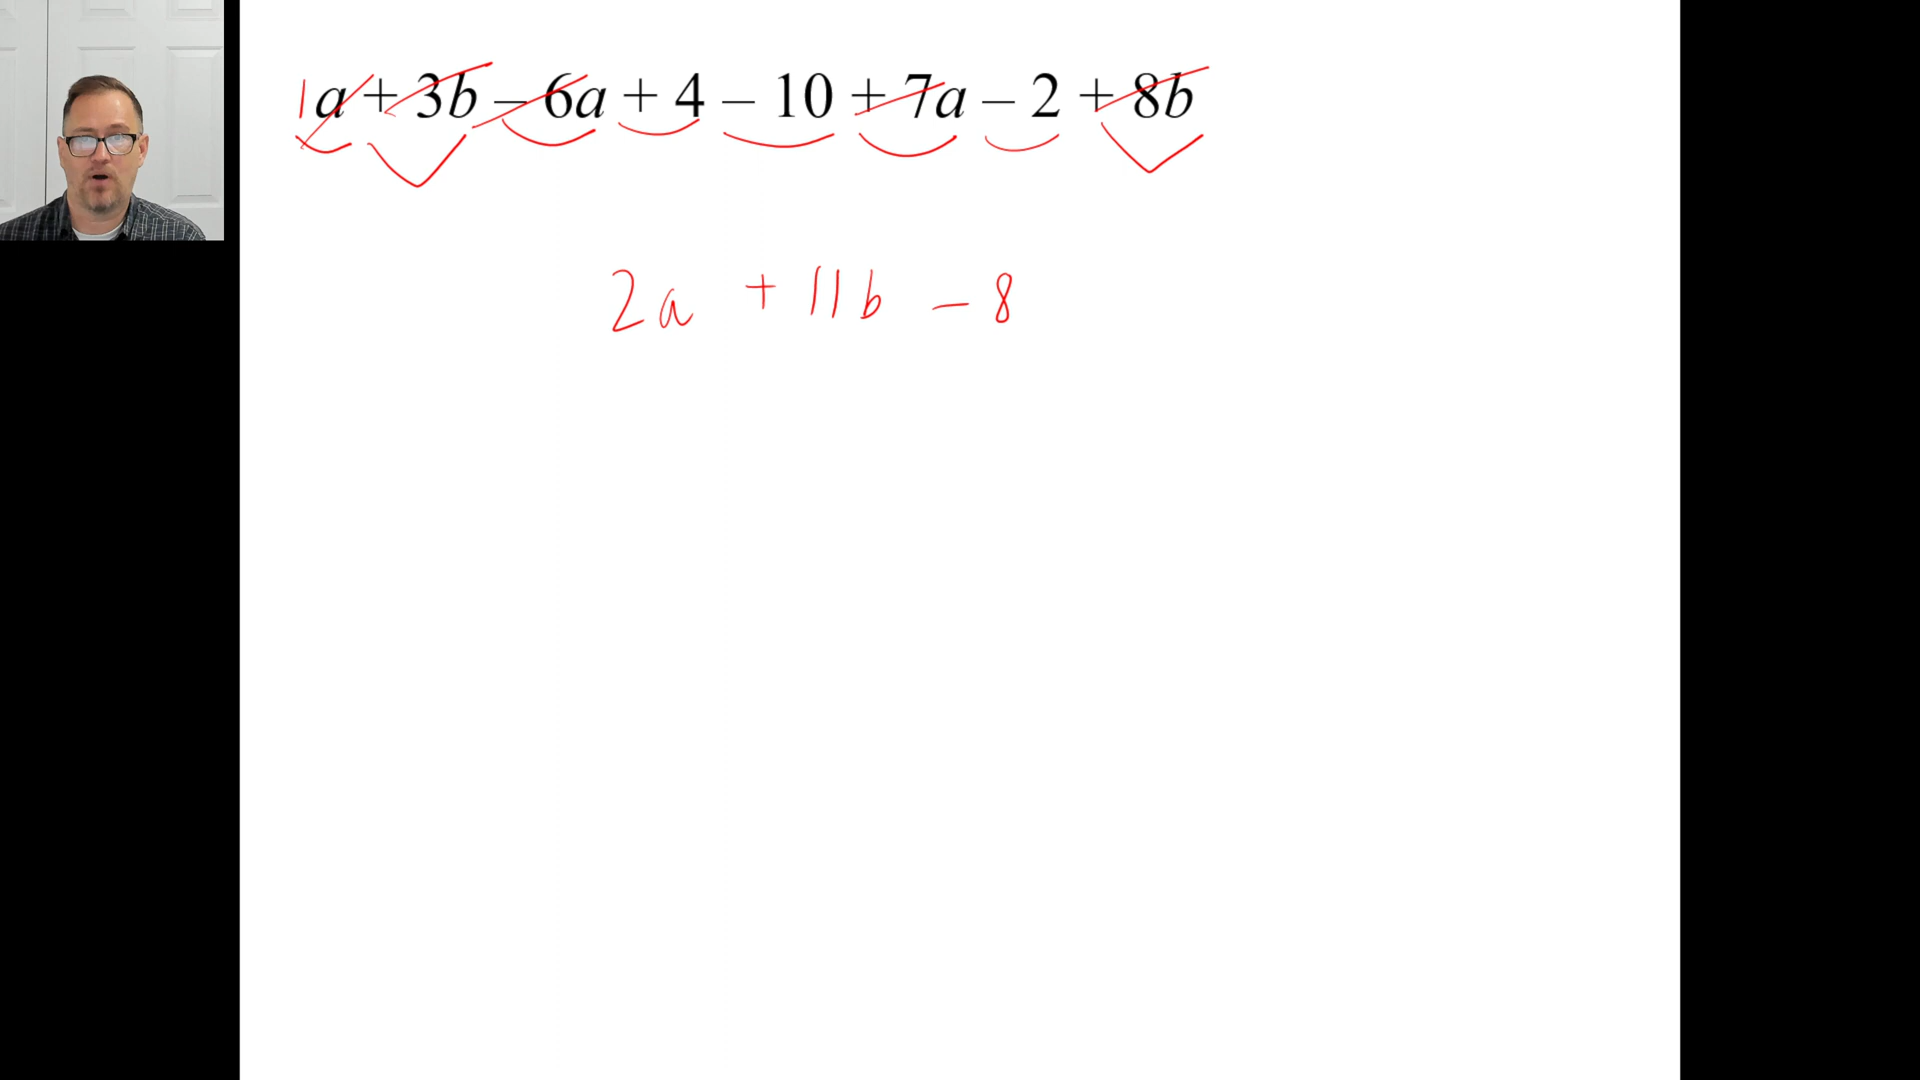 1a + 3b – 6a + 4 – 10 + 7a – 2 + 8b
2a + 11b – 8